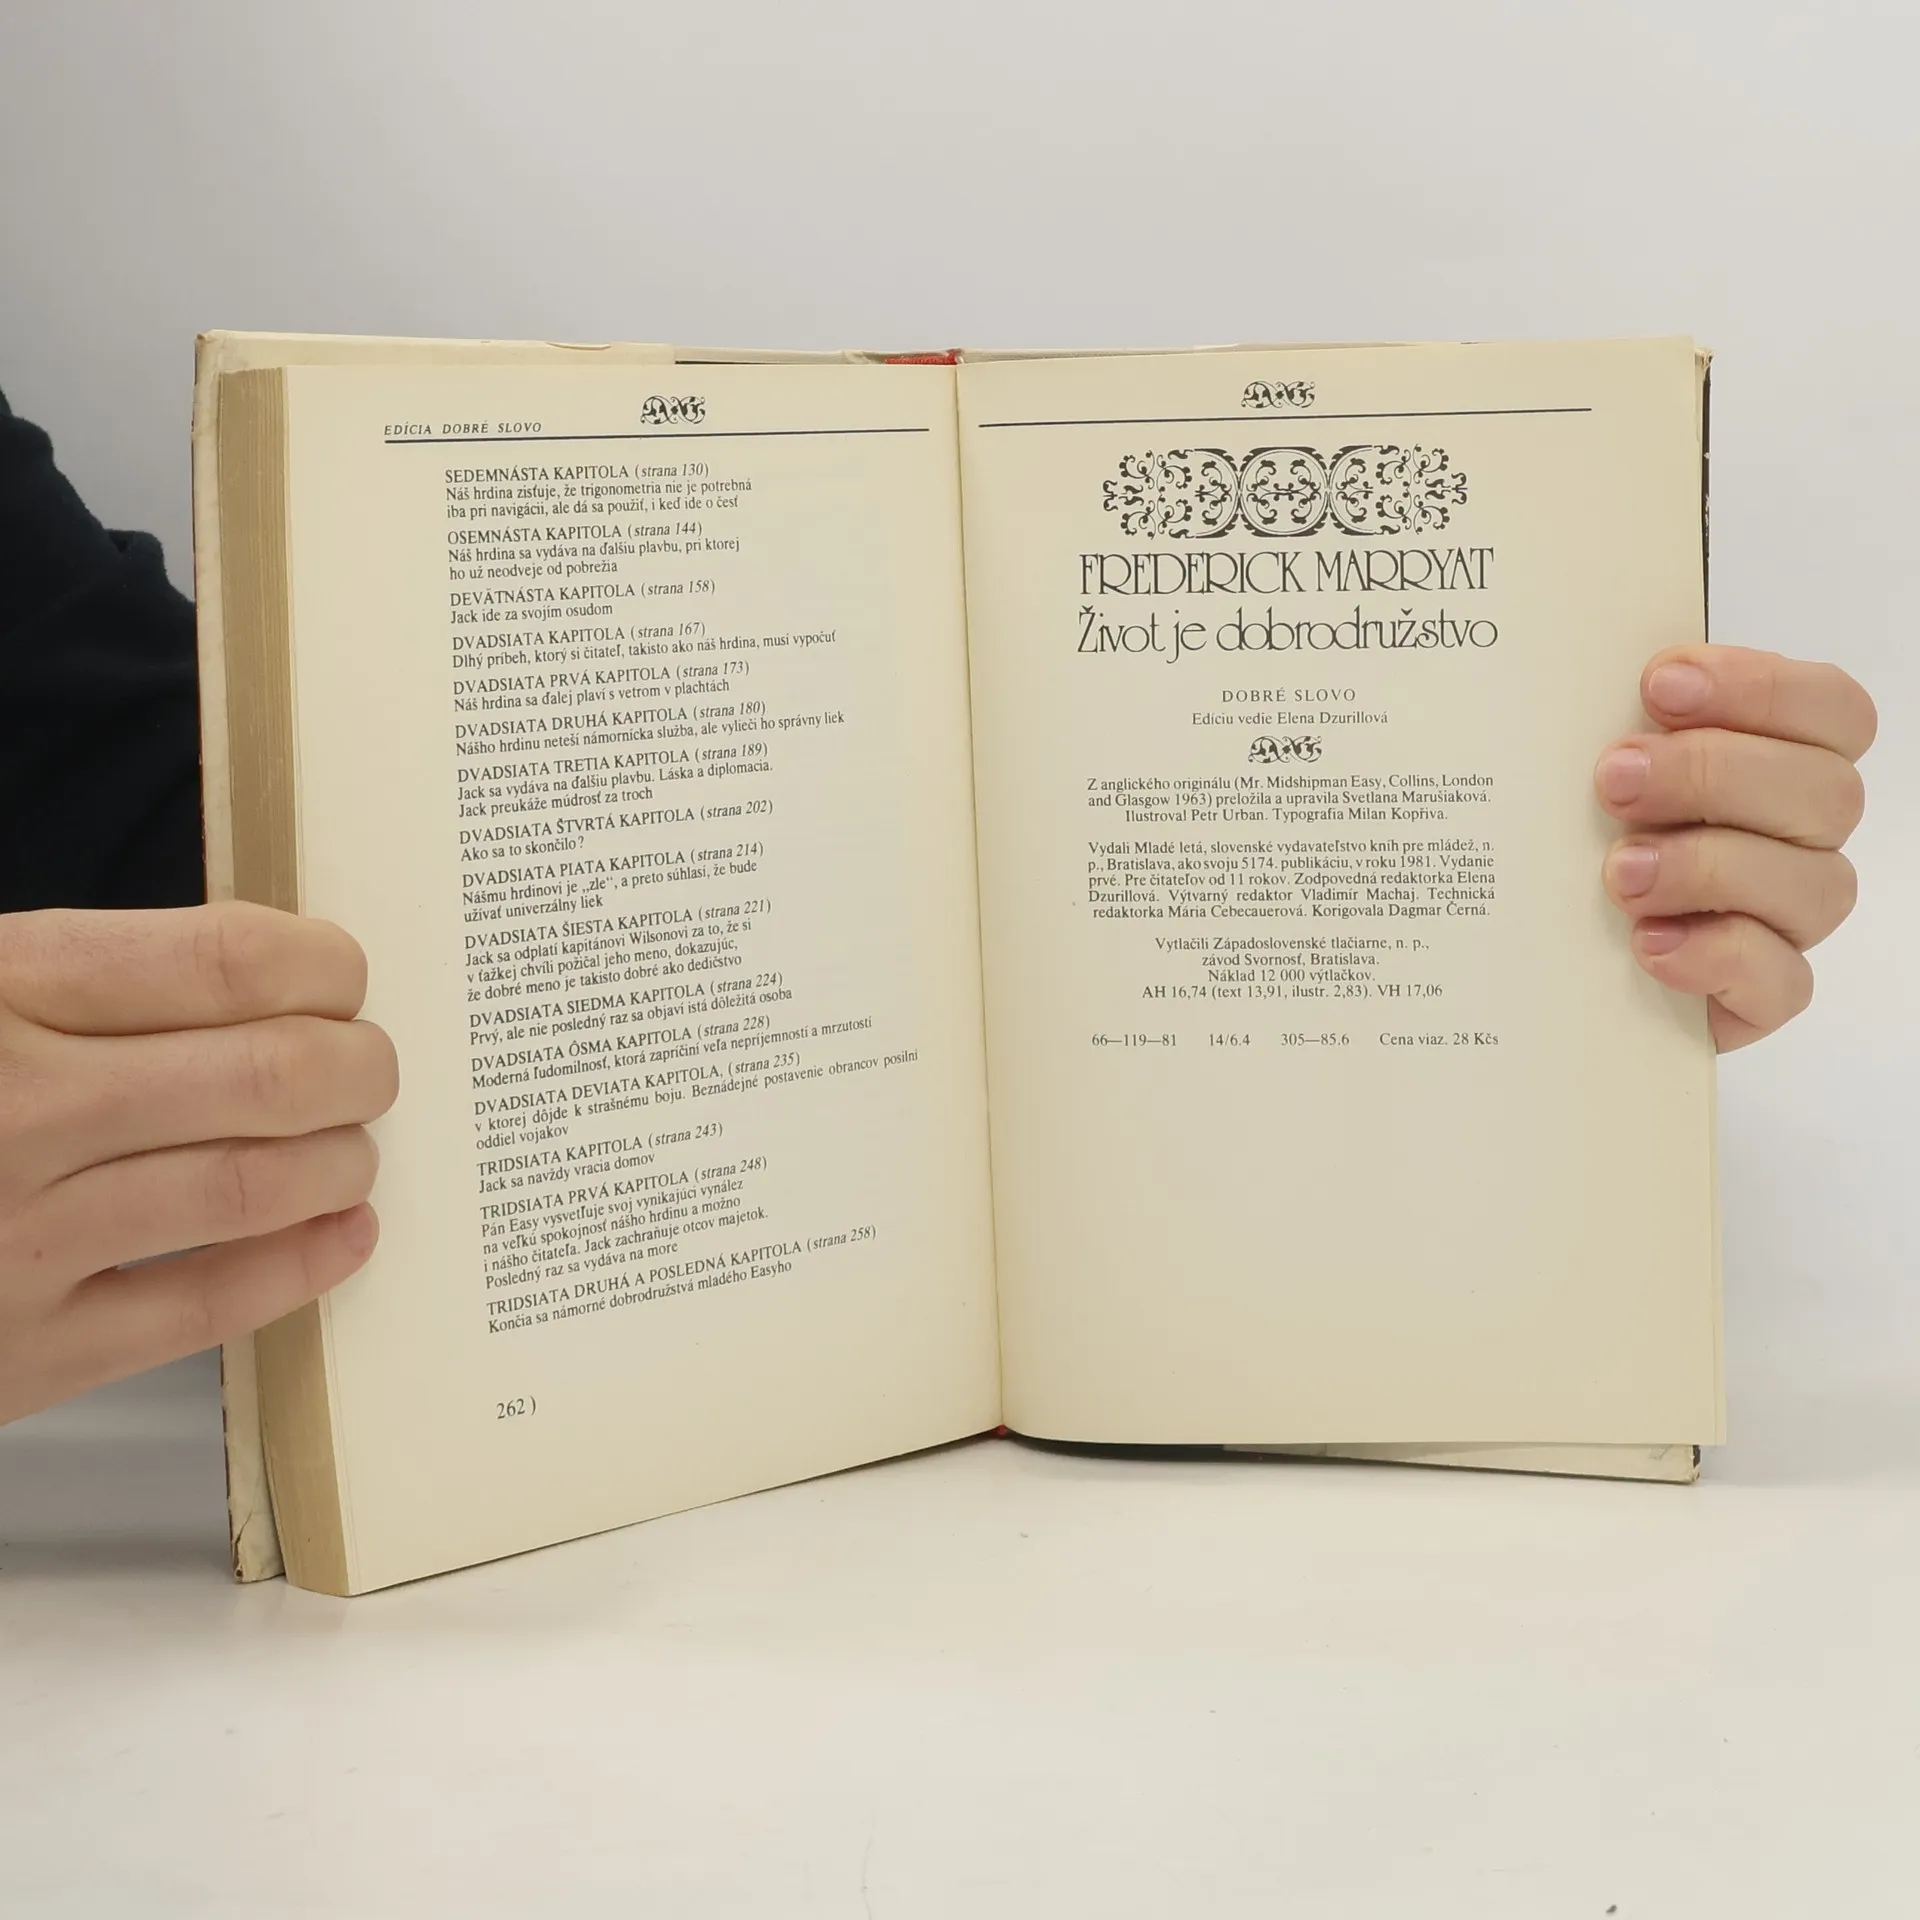 EDÍCIA DOBRÉ SLOVO
SEDEMNÁSTA KAPITOLA (strana 130)
Náš hrdina zisťuje, že trigonometria nie je potrebná
iba pri navigácii, ale dá sa použiť, i keď ide o česť
OSEMNÁSTA KAPITOLA (strana 144)
Náš hrdina sa vydáva na ďalšiu plavbu, pri ktorej
ho už neodveje od pobrežia
DEVÄTNÁSTA KAPITOLA (strana 158)
Jack ide za svojím osudom
DVADSIATA KAPITOLA (strana 167)
Dlhý príbeh, ktorý si čitateľ, takisto ako náš hrdina, musí vypočuť
DVADSIATA PRVÁ KAPITOLA (strana 173)
Náš hrdina sa ďalej plaví s vetrom v plachtách
DVADSIATA DRUHÁ KAPITOLA (strana 180)
Nášho hrdinu neteší námornícka služba, ale vylieči ho správny liek
DVADSIATA TRETIA KAPITOLA (strana 189)
Jack sa vydáva na ďalšiu plavbu. Láska a diplomacia.
Jack preukáže múdrosť za troch
DVADSIATA ŠTVRTÁ KAPITOLA (strana 202)
Ako sa to skončilo?
DVADSIATA PIATA KAPITOLA (strana 214)
Nášmu hrdinovi je „zle“, a preto súhlasí, že bude
užívať univerzálny liek
DVADSIATA ŠIESTA KAPITOLA (strana 221)
Jack sa odplatí kapitánovi Wilsonovi za to, že si
v ťažkej chvíli požičal jeho meno, dokazujúc,
že dobré meno je takisto dobré ako dedičstvo
DVADSIATA SIEDMA KAPITOLA (strana 224)
Prvý, ale nie posledný raz sa objaví istá dôležitá osoba
DVADSIATA ÔSMA KAPITOLA (strana 228)
Moderná ľudomilnosť, ktorá zapríčiní veľa nepríjemností a mrzutostí
DVADSIATA DEVIATA KAPITOLA, (strana 235)
v ktorej dôjde k strašnému boju. Beznádejné postavenie obrancov posilní
oddiel vojakov
TRIDSIATA KAPITOLA (strana 243)
Jack sa navždy vracia domov
TRIDSIATA PRVÁ KAPITOLA (strana 248)
Pán Easy vysvetľuje svoj vynikajúci vynález
na veľkú spokojnosť nášho hrdinu a možno
i nášho čitateľa. Jack zachraňuje otcov majetok.
Posledný raz sa vydáva na more
TRIDSIATA DRUHÁ A POSLEDNÁ KAPITOLA (strana 258)
Končia sa námorné dobrodružstvá mladého Easyho
262)
FREDERICK MARRYAT
Život je dobrodružstvo
DOBRÉ SLOVO
Edíciu vedie Elena Dzurillová
Z anglického originálu (Mr. Midshipman Easy, Collins, London
and Glasgow 1963) preložila a upravila Svetlana Marušiaková.
Ilustroval Petr Urban. Typografia Milan Kopřiva.
Vydali Mladé letá, slovenské vydavateľstvo kníh pre mládež, n.
p., Bratislava, ako svoju 5174. publikáciu, v roku 1981. Vydanie
prvé. Pre čitateľov od 11 rokov. Zodpovedná redaktorka Elena
Dzurillová. Výtvarný redaktor Vladimír Machaj. Technická
redaktorka Mária Cebecauerová. Korigovala Dagmar Černá.
Vytlačili Západoslovenské tlačiarne, n. p.,
závod Svornosť, Bratislava.
Náklad 12 000 výtlačkov.
AH 16,74 (text 13,91, ilustr. 2,83). VH 17,06
66—119—81 14/6.4 305—85.6 Cena viaz. 28 Kčs